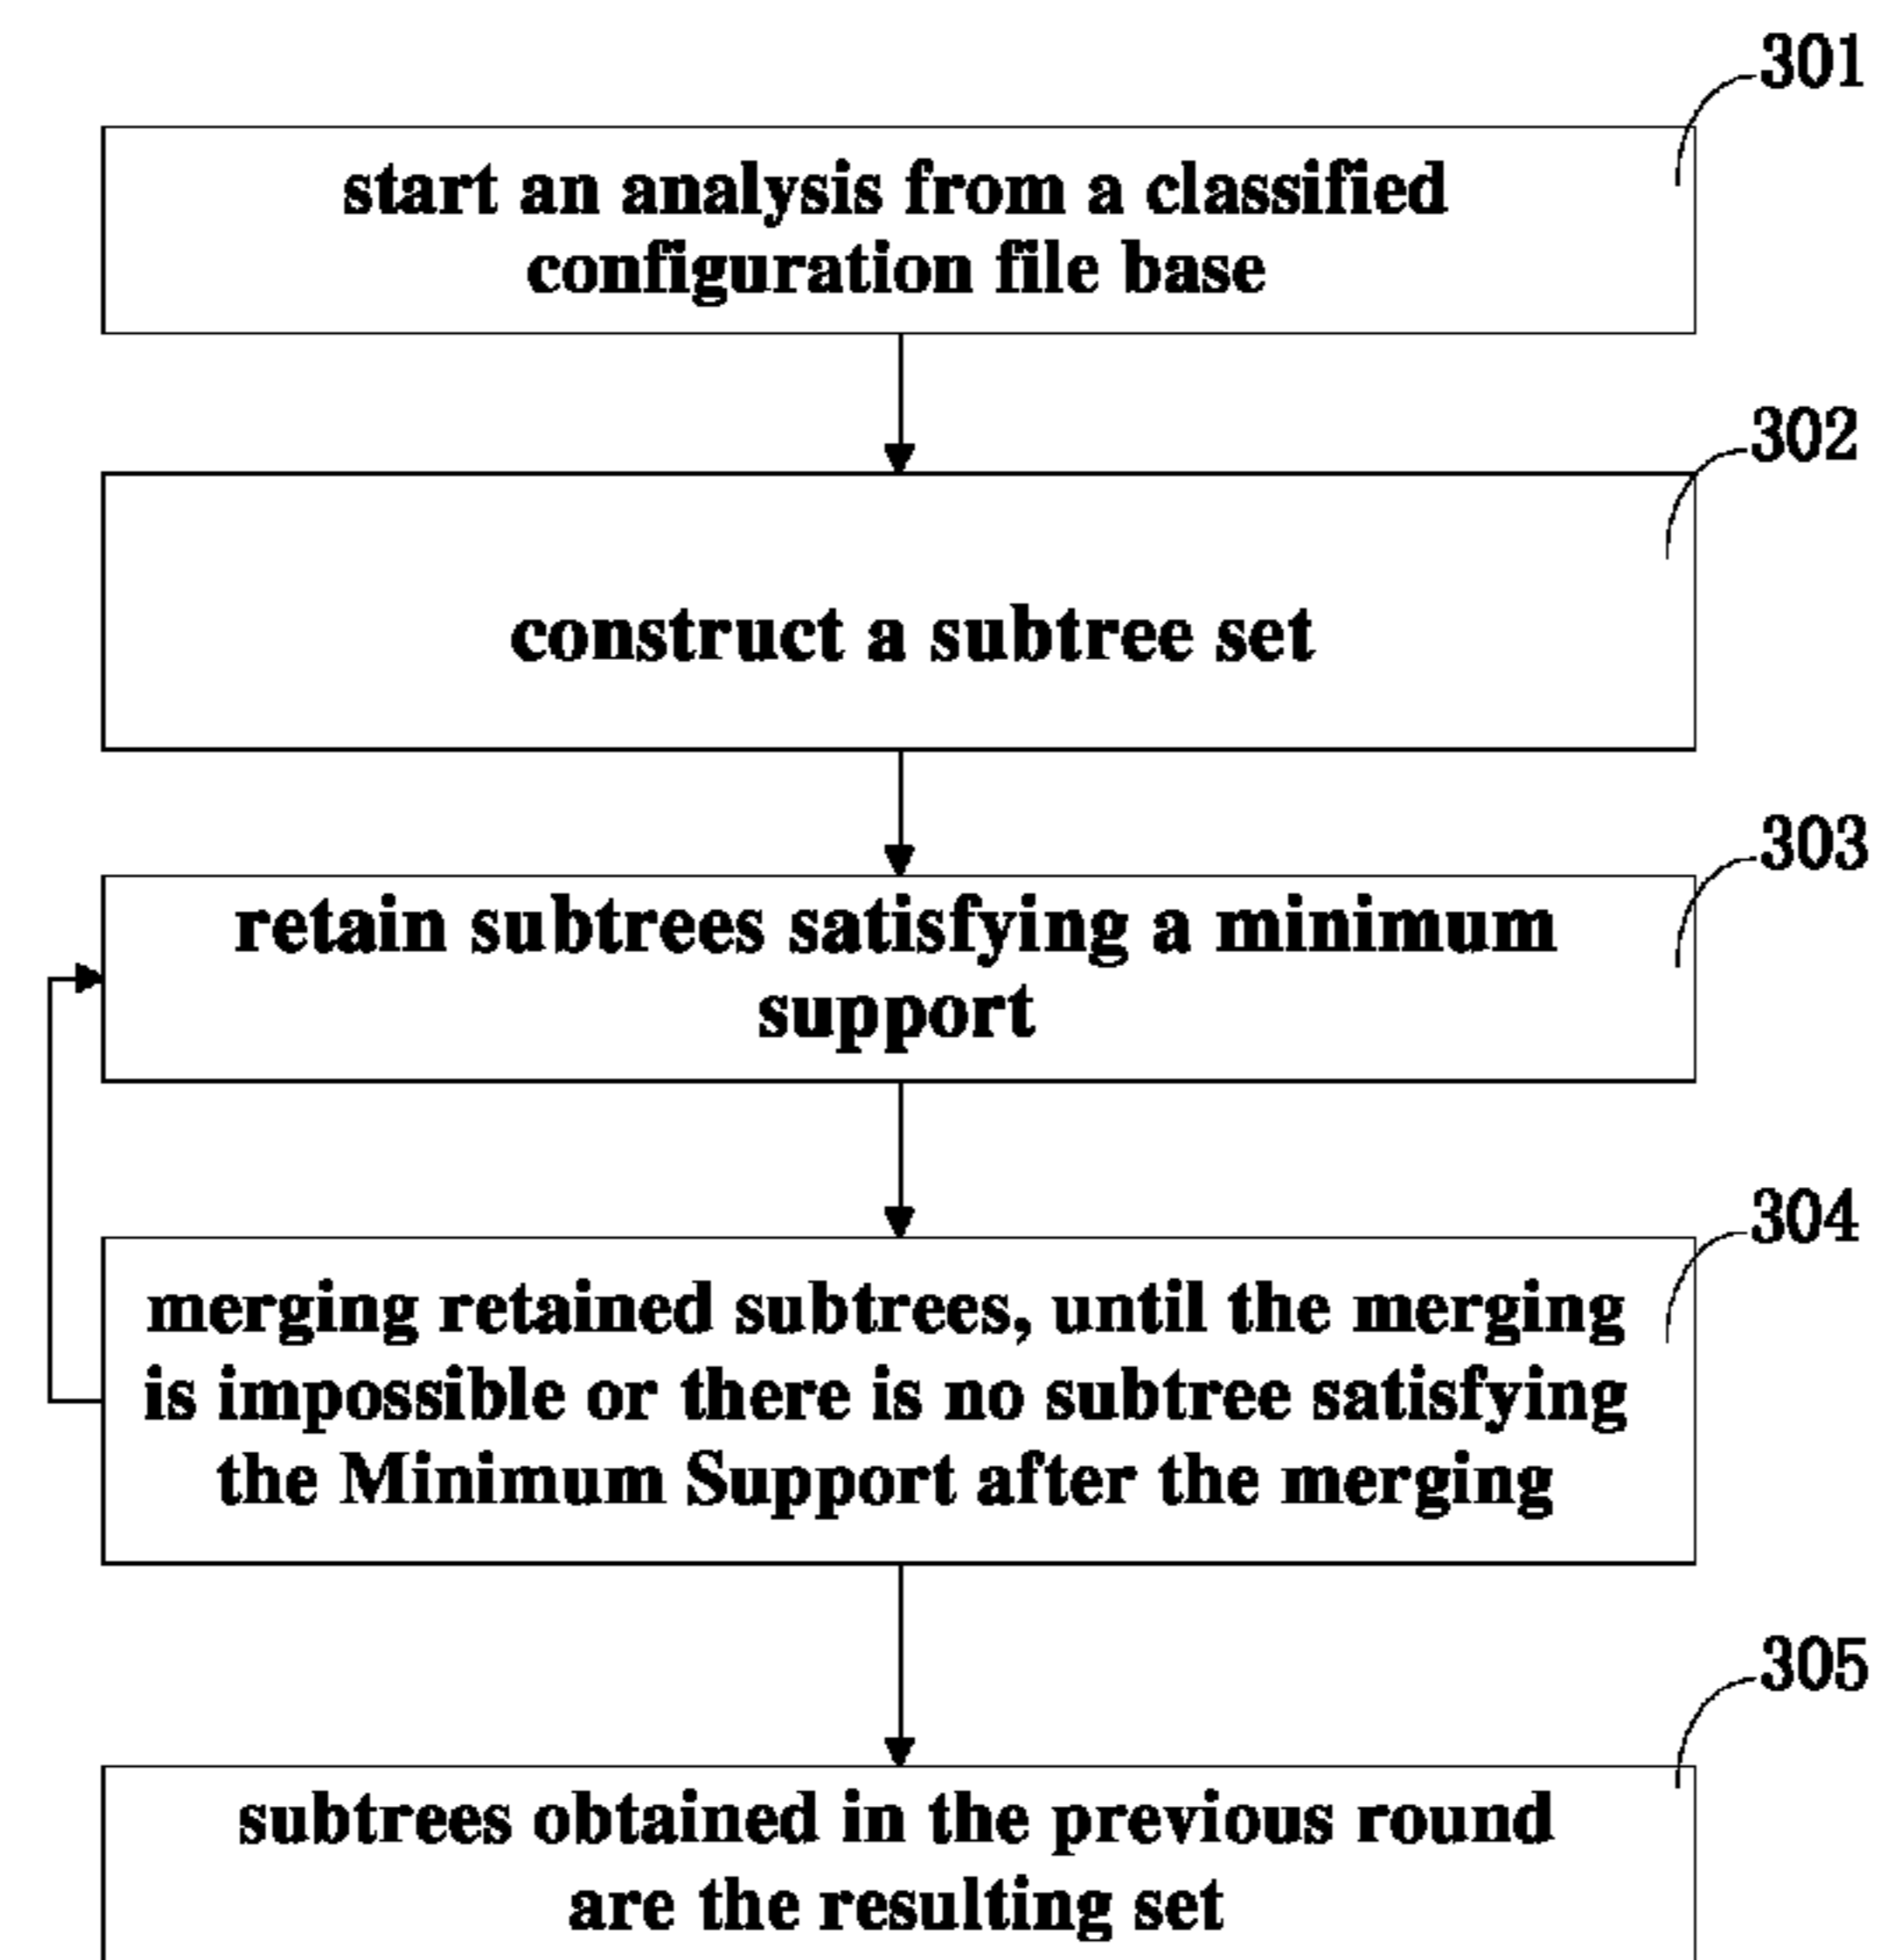 301
start an analysis from a classified
configuration file base
302
construct a subtree set
303
retain subtrees satisfying a minimum
support
304
merging retained subtrees, until the merging
is impossible or there is no subtree satisfying
the Minimum Support after the merging
305
subtrees obtained in the previous round
are the resulting set